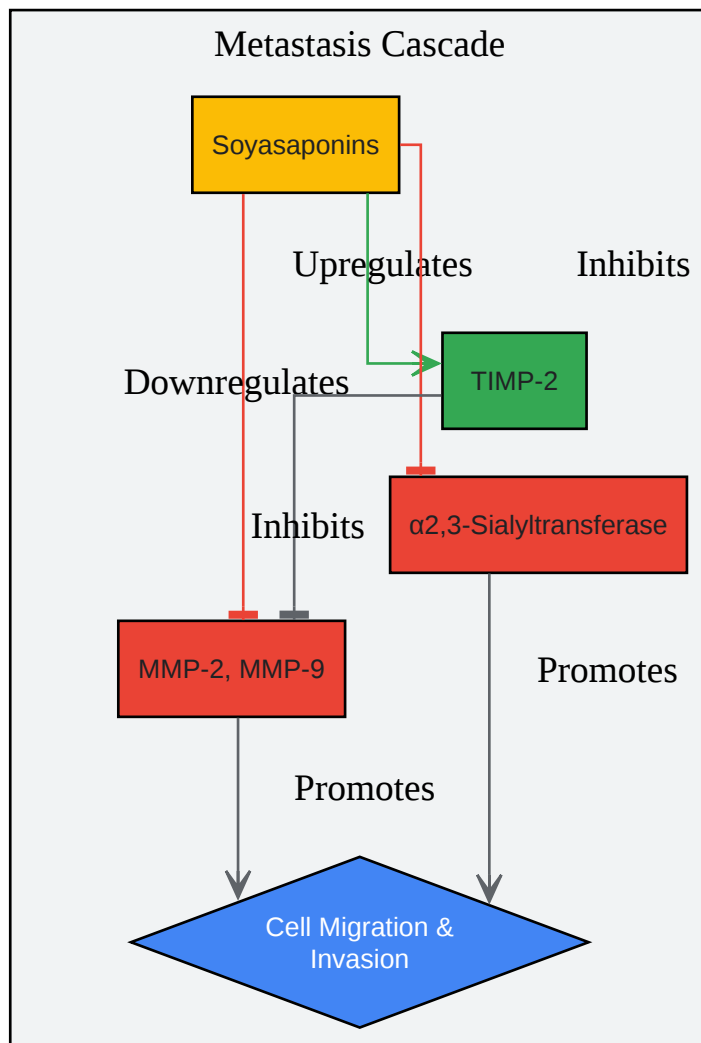 Metastasis Cascade
Soyasaponins
Upregulates
Inhibits
Downregulates
TIMP-2
Inhibits
α2,3-Sialyltransferase
MMP-2, MMP-9
Promotes
Promotes
Cell Migration &
Invasion